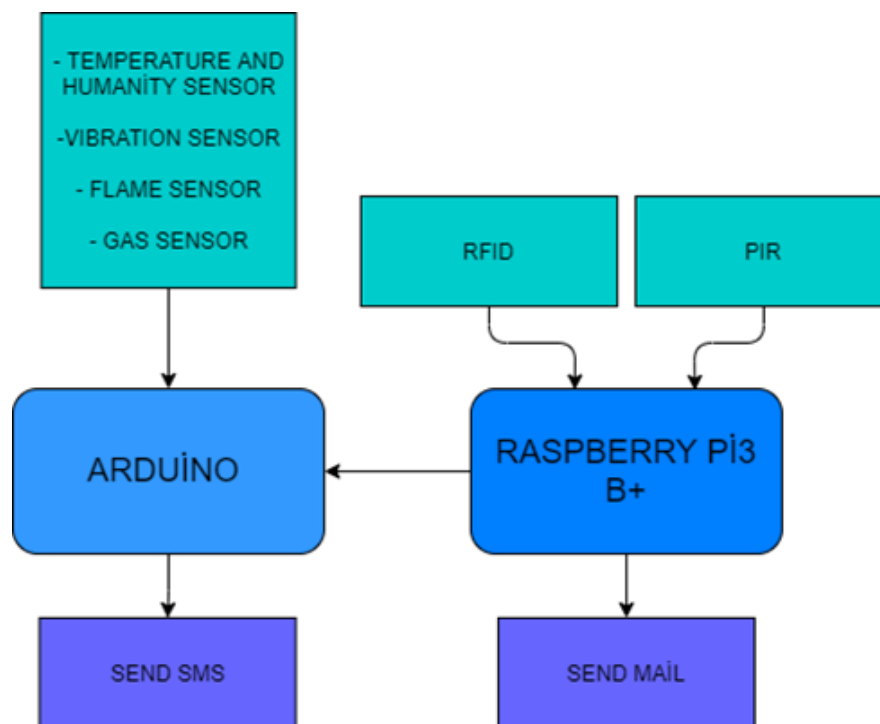 - TEMPERATURE AND
HUMANİTY SENSOR
-VIBRATION SENSOR
- FLAME SENSOR
- GAS SENSOR
RFID
PIR
ARDUİNO
RASPBERRY Pİ3
B+
SEND SMS
SEND MAİL